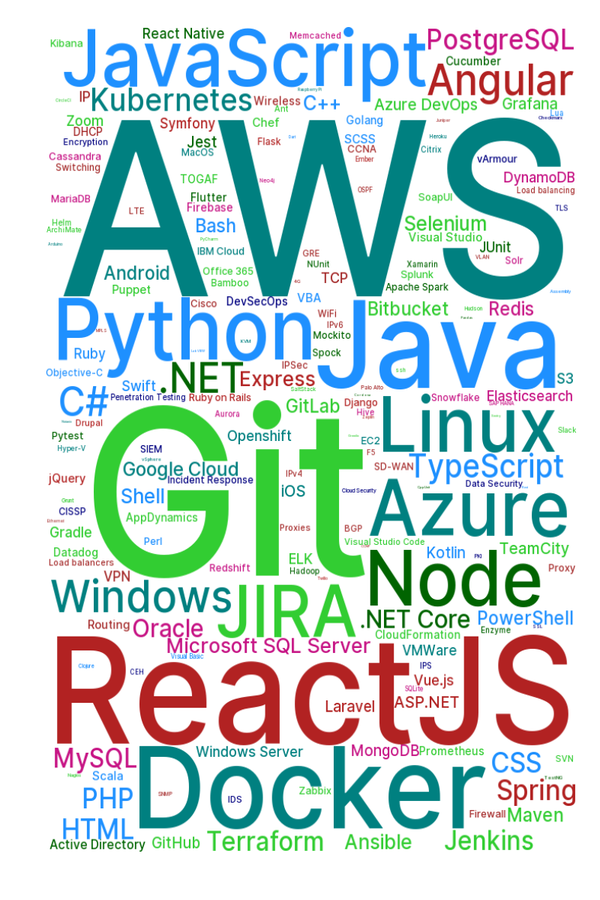 React Native
Memcached
Kibana
JavaScript
PostgreSQL
Cucumber
Angular
IP
Kubernetes
Wireless
C++
Azure DevOps
Grafana
Ant
Lua
Zoom
Symfony
Chef
Golang
Checkmarx
DHCP
Encryption
Jest
Flask
SCSS
Heroku
Juniper
MacOS
CCNA
Citrix
Cassandra
Switching
Ember
vArmour
AWS
TOGAF
Neo4j
DynamoDB
OSPF
Load balancing
MariaDB
Flutter
Firebase
SoapUI
TLS
LTE
Helm
ArchiMate
Bash
Selenium
Visual Studio
JUnit
IBM Cloud
GRE
VLAN
Solr
NUnit
Xamarin
Android
Office 365
TCP
Splunk
Puppet
Bamboo
Apache Spark
Cisco
DevSecOps
VBA
Bitbucket
Redis
Python
WiFi
Java
IPv6
Mockito
Ruby
Spock
Objective-C
.NET
IPSec
Express
S3
Swift
Palo Alto
C#
Penetration Testing
Ruby on Rails
Snowflake
Elasticsearch
Django
GitLab
Aurora
Hive
Drupal
Linux
Slack
Pytest
Openshift
EC2
Hyper-V
SIEM
F5
Git
Google Cloud
SD-WAN
TypeScript
jQuery
Incident Response
IPv4
Data Security...
Shell
iOS
Cloud Security
Azure
CISSP
AppDynamics
Gradle
Proxies
BGP
Perl
Visual Studio Code
Datadog
Kotlin
TeamCity
Load balancers
ELK
Redshift
Hadoop
Proxy
VPN
Node
Windows
JIRA
.NET Core
PowerShell
Routing
Oracle
Enzyme
CloudFormation
Microsoft SQL Server
VMWare
Visual Basic
IPS
ReactJS
CEH
Vue.js
SQLite
Laravel
ASP.NET
MySQL
Windows Server
MongoDB
Prometheus
CSS
SVN
Scala
Docker
Spring
PHP
SNMP
IDS
Zabbix
HTML
Firewall
Maven
Active Directory
GitHub
Terraform
Ansible
Jenkins